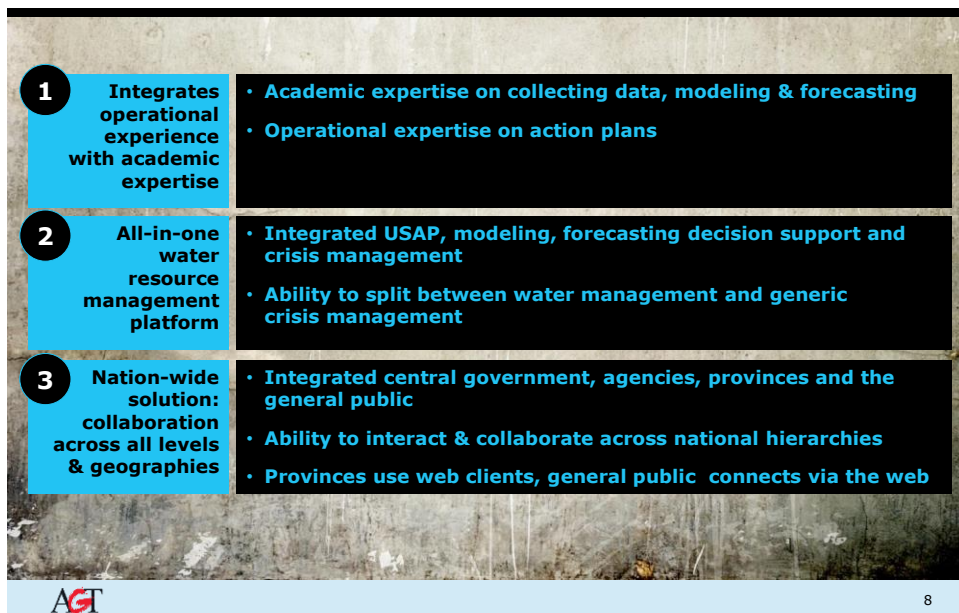 1
Integrates
operational
experience
with academic
expertise
• Academic expertise on collecting data, modeling & forecasting
• Operational expertise on action plans
2
All-in-one
water
resource
management
platform
• Integrated USAP, modeling, forecasting decision support and
crisis management
• Ability to split between water management and generic
crisis management
3
Nation-wide
solution:
collaboration
across all levels
& geographies
• Integrated central government, agencies, provinces and the
general public
• Ability to interact & collaborate across national hierarchies
• Provinces use web clients, general public connects via the web
AGT
8